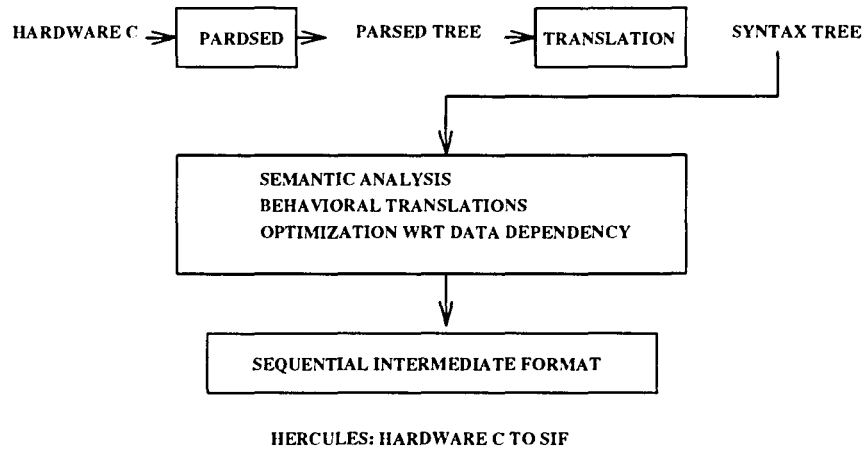 HARDWARE C PARDSED PARSED TREE TRANSLATION SYNTAX TREE
SEMANTIC ANALYSIS
BEHAVIORAL TRANSLATIONS
OPTIMIZATION WRT DATA DEPENDENCY
SEQUENTIAL INTERMEDIATE FORMAT
HERCULES: HARDWARE C TO SIF